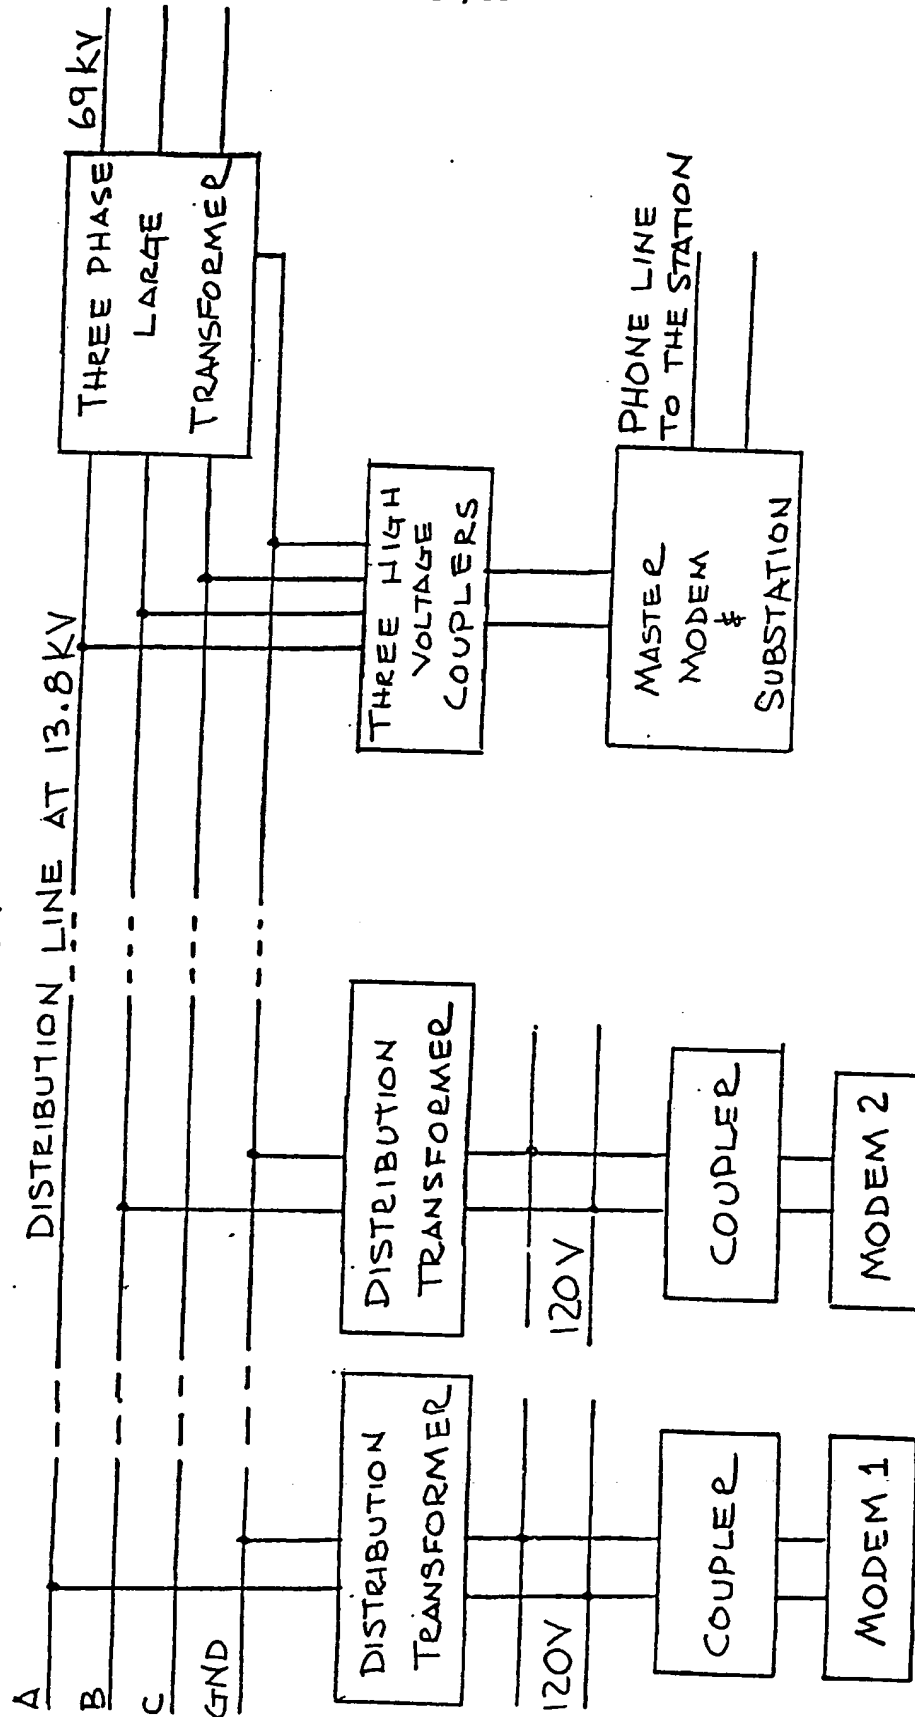 DISTRIBUTION LINE AT 13.8KV
69KV
A
B
C
GND
THREE PHASE
LARGE
TRANSFORMER
THREE HIGH
VOLTAGE
COUPLERS
MASTER
MODEM
&
SUBSTATION
PHONE LINE
TO THE STATION
DISTRIBUTION
TRANSFORMER
120V
COUPLER
MODEM 1
DISTRIBUTION
TRANSFORMER
120V
COUPLER
MODEM 2